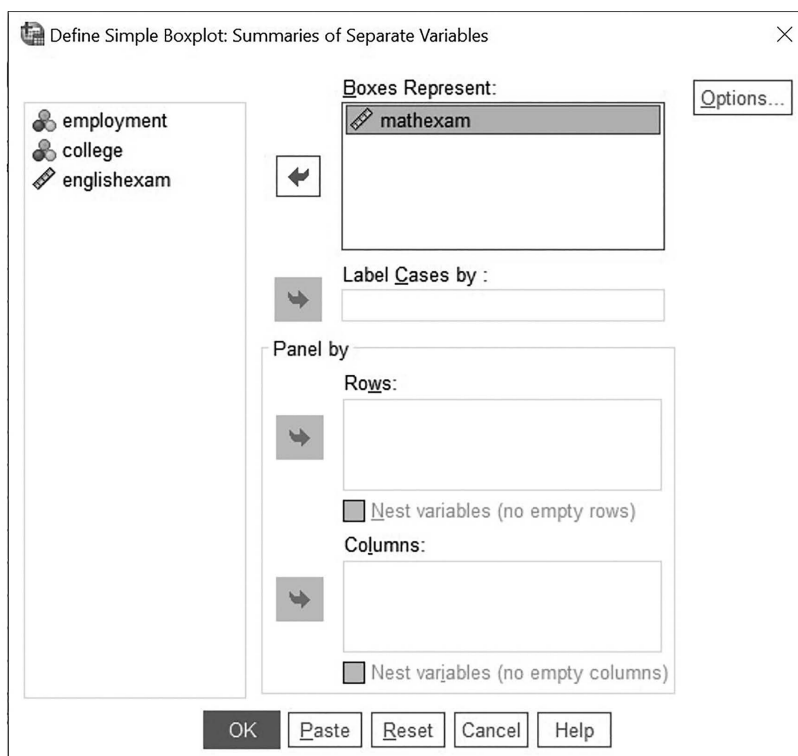 Define Simple Boxplot: Summaries of Separate Variables
employment
college
englishexam
Boxes Represent:
mathexam
Options...
Label Cases by :
Panel by
Rows:
Nest variables (no empty rows)
Columns:
Nest variables (no empty columns)
OK
Paste
Reset
Cancel
Help